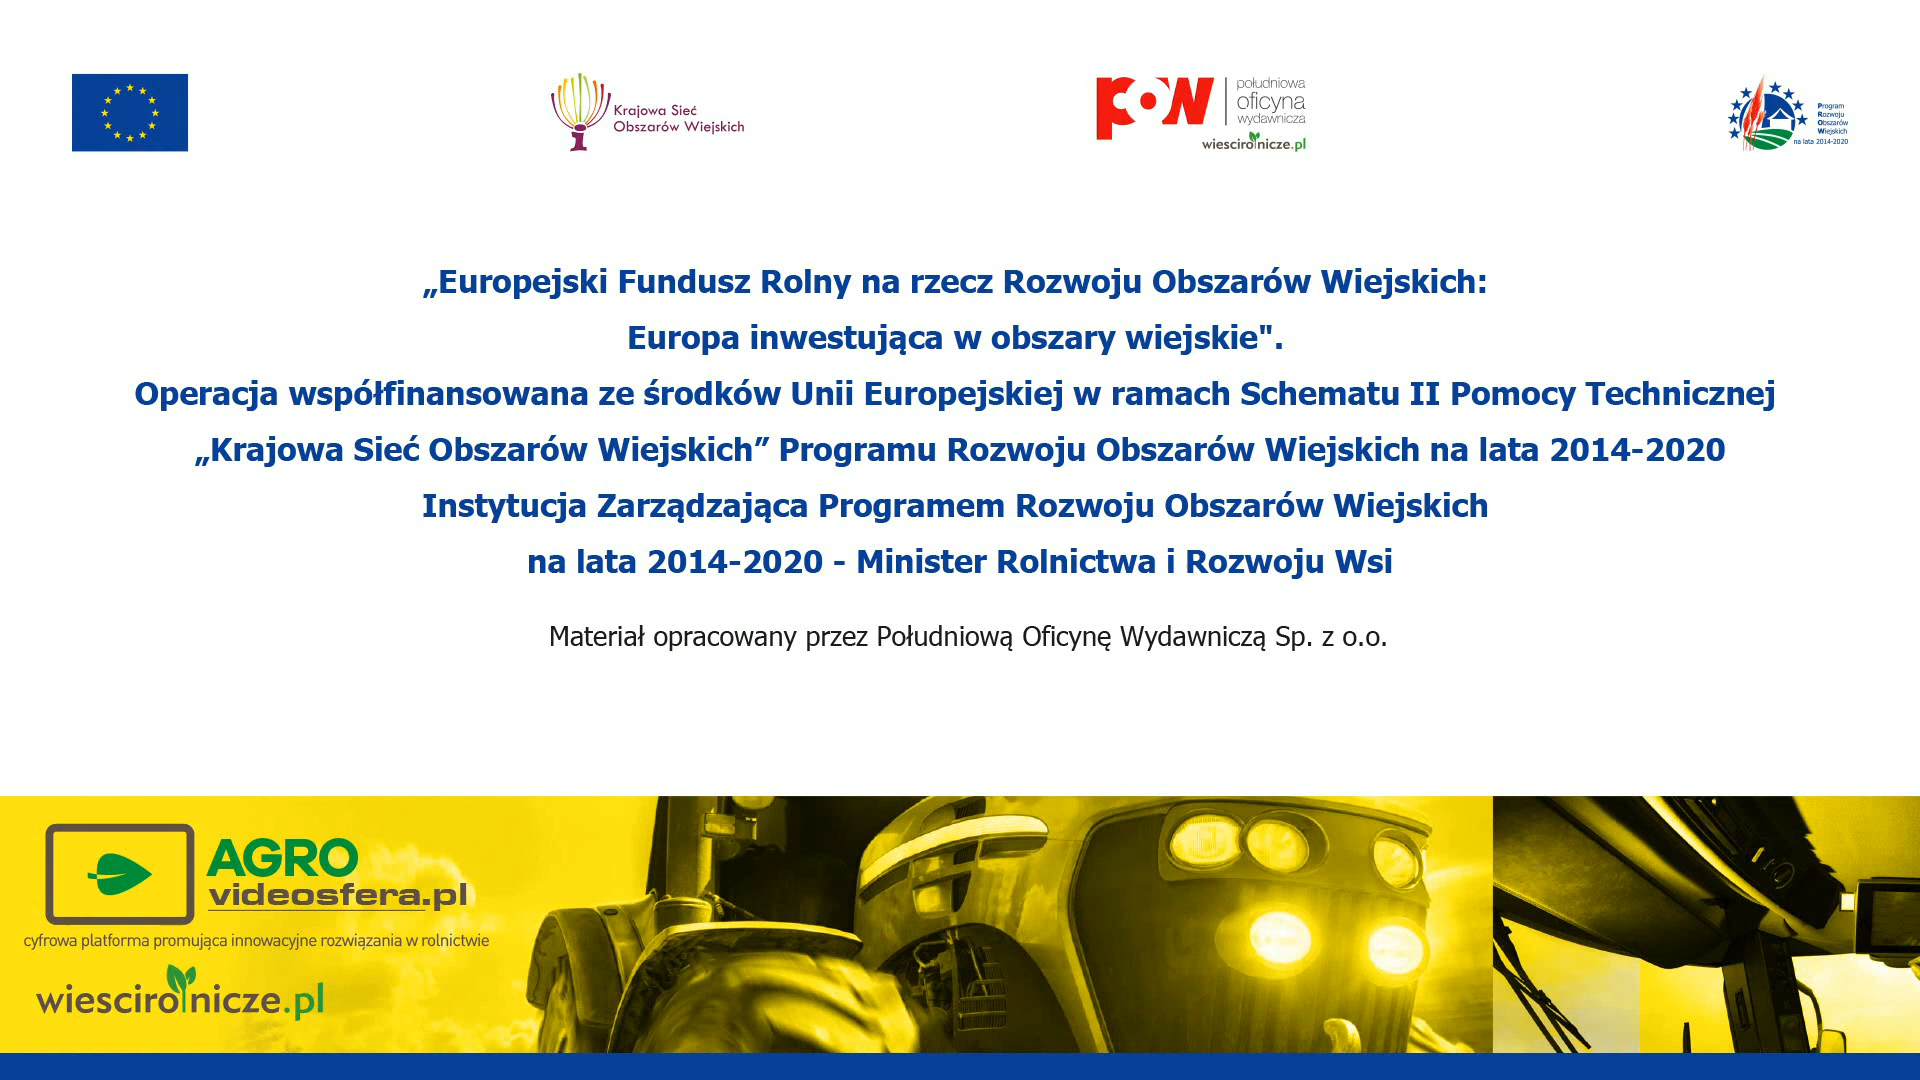 Krajowa Sieć
Obszarów Wiejskich
pow
południowa
oficyna
wydawnicza
wiescirolnicze.pl
Program
Rozwoju
Obszarów
Wiejskich
na lata 2014-2020
„Europejski Fundusz Rolny na rzecz Rozwoju Obszarów Wiejskich:
Europa inwestująca w obszary wiejskie".
Operacja współfinansowana ze środków Unii Europejskiej w ramach Schematu II Pomocy Technicznej
„Krajowa Sieć Obszarów Wiejskich” Programu Rozwoju Obszarów Wiejskich na lata 2014-2020
Instytucja Zarządzająca Programem Rozwoju Obszarów Wiejskich
na lata 2014-2020 - Minister Rolnictwa i Rozwoju Wsi
Materiał opracowany przez Południową Oficynę Wydawniczą Sp. z o.o.
AGRO
videosfera.pl
cyfrowa platforma promująca innowacyjne rozwiązania w rolnictwie
wiescirolnicze.pl